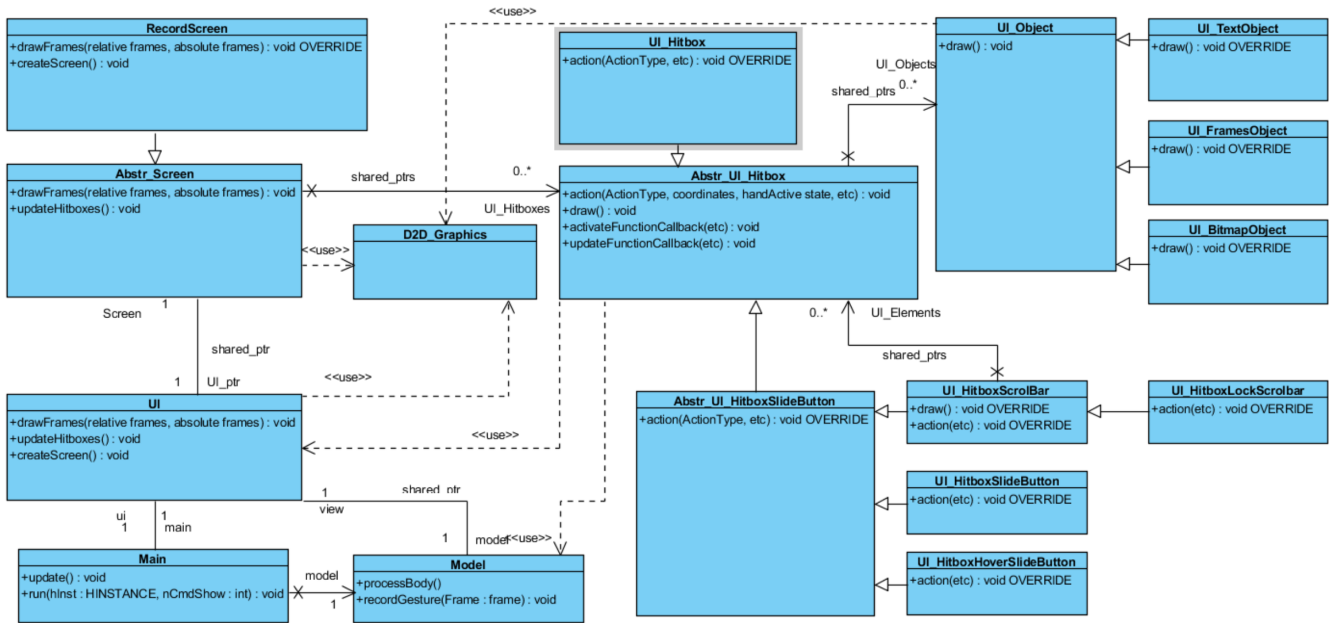 <<use>>
RecordScreen
+drawFrames(relative frames, absolute frames) : void OVERRIDE
+createScreen() : void
UI_Hitbox
+action(ActionType, etc) : void OVERRIDE
UI_Object
+draw() : void
UI_TextObject
+draw() : void OVERRIDE
UI_Objects
shared_ptrs
0..*
UI_FramesObject
+draw() : void OVERRIDE
UI_BitmapObject
+draw() : void OVERRIDE
Abstr_Screen
+drawFrames(relative frames, absolute frames) : void
+updateHitboxes() : void
shared_ptrs
0..*
UI_Hitboxes
Abstr_UI_Hitbox
+action(ActionType, coordinates, handActive state, etc) : void
+draw() : void
+activateFunctionCallback(etc) : void
+updateFunctionCallback(etc) : void
D2D_Graphics
<<use>>
1
Screen
shared_ptr
1
UI_ptr
<<use>>
0..*
UI_Elements
shared_ptrs
UI
+drawFrames(relative frames, absolute frames) : void
+updateHitboxes() : void
+createScreen() : void
<<use>>
Abstr_UI_HitboxSlideButton
+action(ActionType, etc) : void OVERRIDE
UI_HitboxScrolBar
+draw() : void OVERRIDE
+action(etc) : void OVERRIDE
UI_HitboxLockScrolbar
+action(etc) : void OVERRIDE
UI_HitboxSlideButton
+action(etc) : void OVERRIDE
UI_HitboxHoverSlideButton
+action(etc) : void OVERRIDE
1
view
shared_ptr
ui
1
1
main
1
model
<<use>>
Main
+update() : void
+run(hInst : HINSTANCE, nCmdShow : int) : void
model
1
Model
+processBody()
+recordGesture(Frame : frame) : void